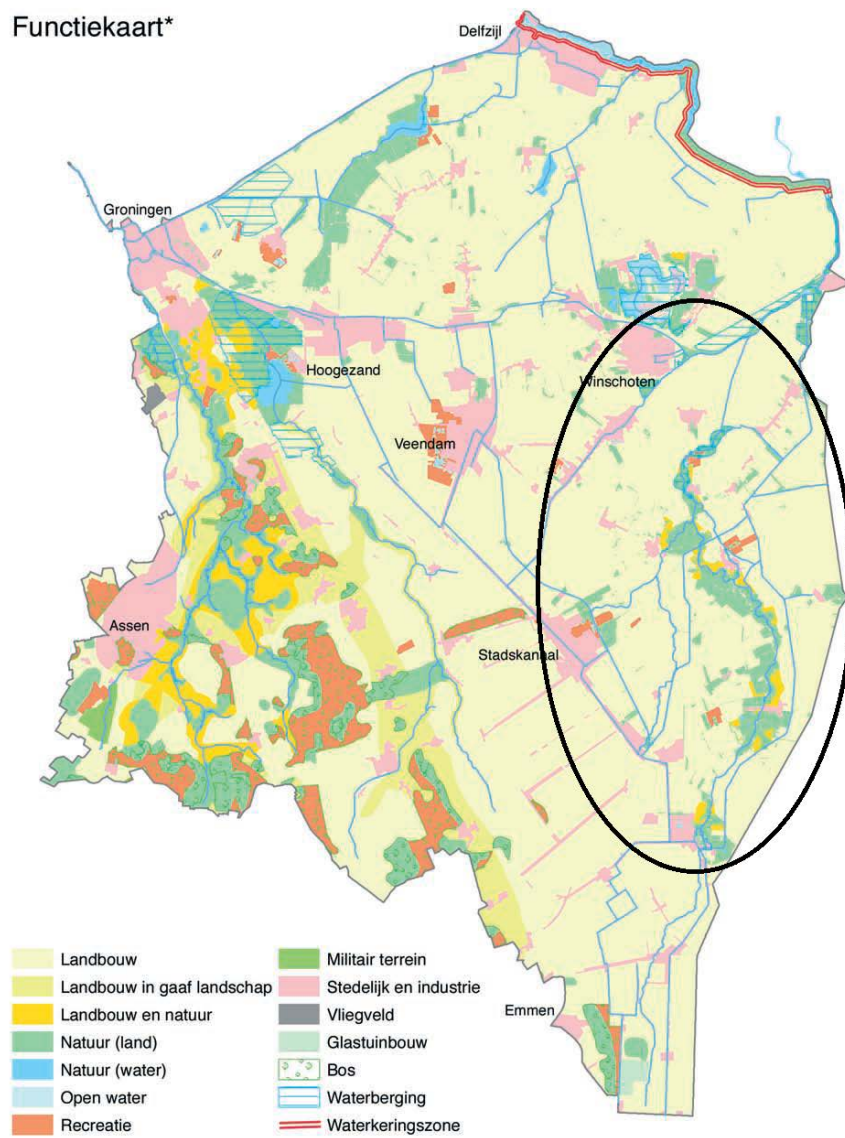 Functiekaart*
Delfzijl
Groningen
Hoogezand
Winschoten
Veendam
Assen
Stadskanaal
Emmen
Landbouw
Landbouw in gaaf landschap
Landbouw en natuur
Natuur (land)
Natuur (water)
Open water
Recreatie
Militair terrein
Stedelijk en industrie
Vliegveld
Glastuinbouw
Bos
Waterberging
Waterkeringszone